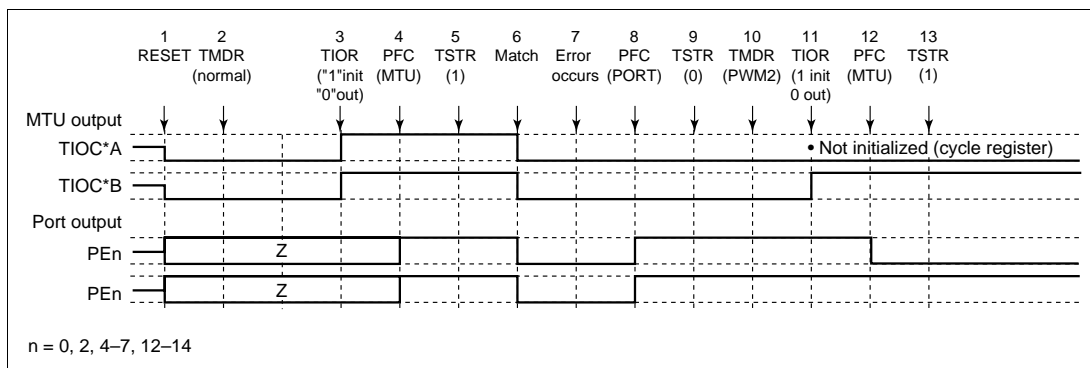 1 2 3 4 5 6 7 8 9 10 11 12 13
RESET TMDR TIOR PFC TSTR Match Error PFC TSTR TMDR TIOR PFC TSTR
(normal) ("1"init (MTU) (1) occurs (PORT) (0) (PWM2) (1 init (MTU) (1)
"0"out) 0 out)
MTU output
TIOC*A • Not initialized (cycle register)
TIOC*B
Port output
PEn Z
PEn Z
n = 0, 2, 4–7, 12–14